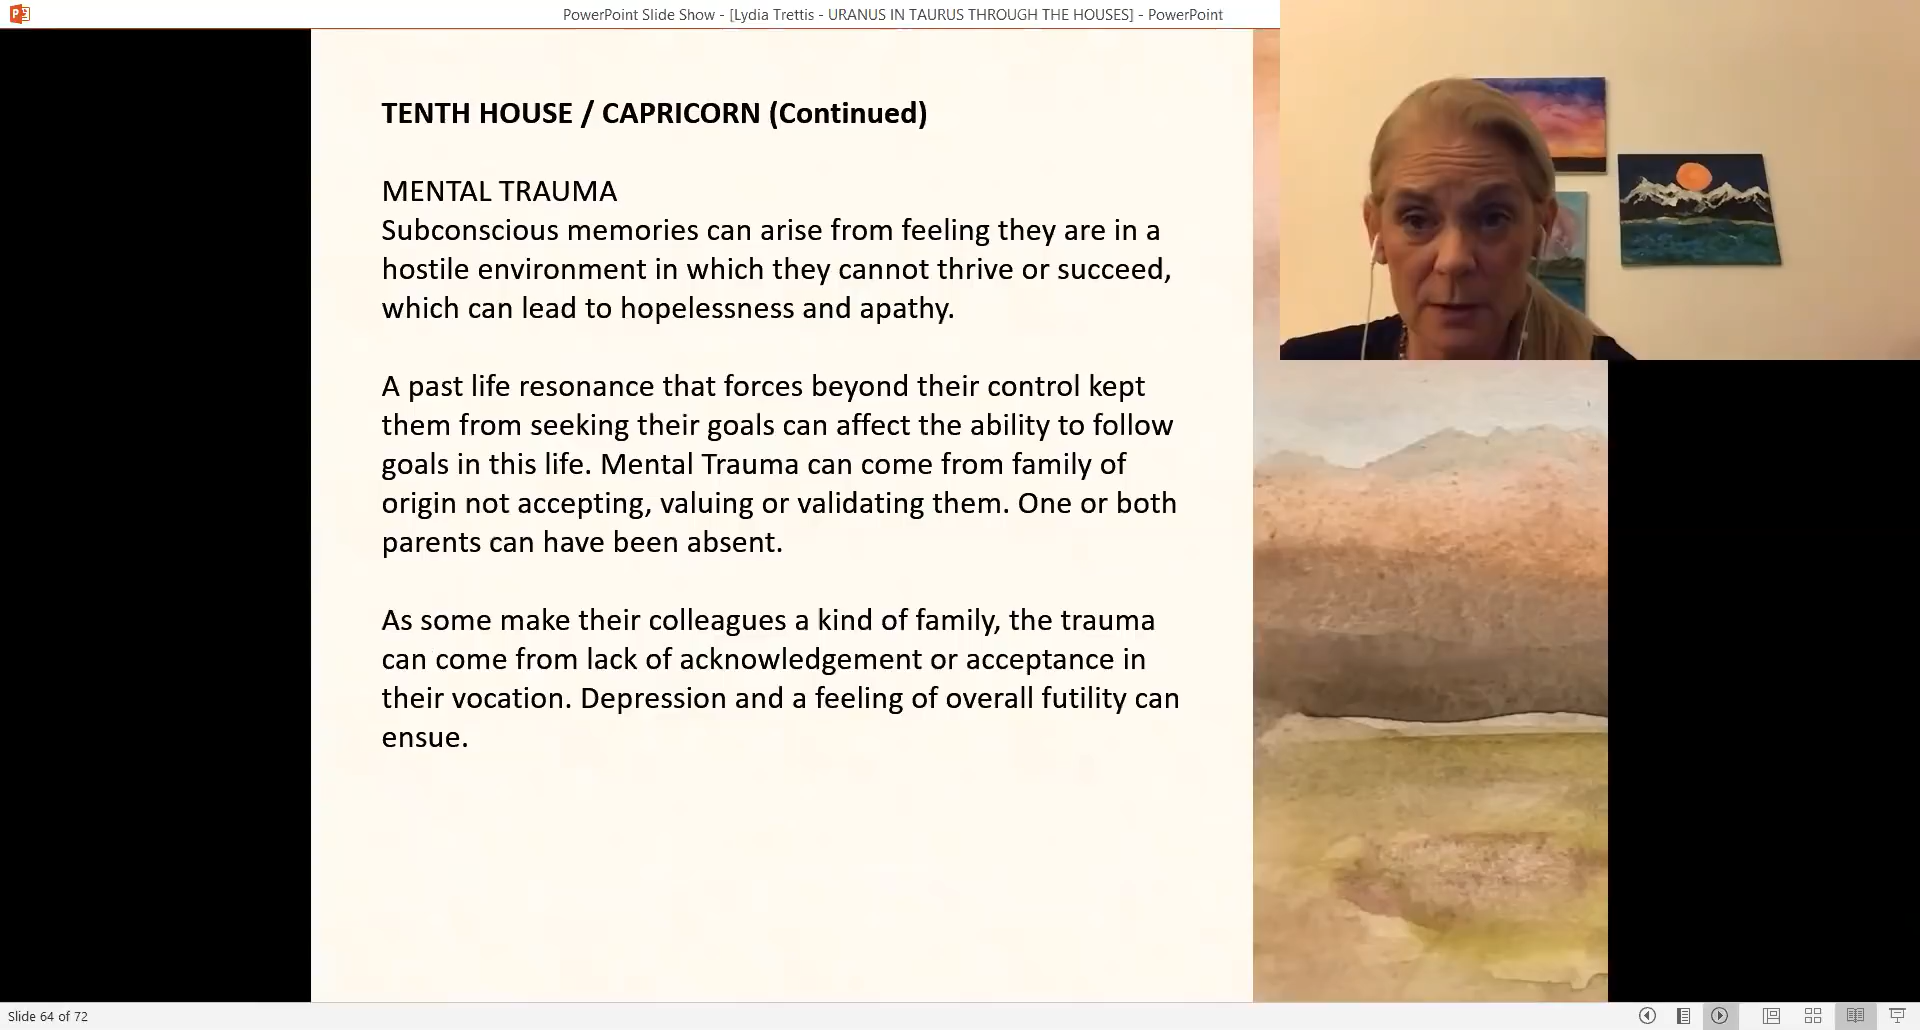 PowerPoint Slide Show - [Lydia Trettis - URANUS IN TAURUS THROUGH THE HOUSES] - PowerPoint
TENTH HOUSE / CAPRICORN (Continued)
MENTAL TRAUMA
Subconscious memories can arise from feeling they are in a
hostile environment in which they cannot thrive or succeed,
which can lead to hopelessness and apathy.
A past life resonance that forces beyond their control kept
them from seeking their goals can affect the ability to follow
goals in this life. Mental Trauma can come from family of
origin not accepting, valuing or validating them. One or both
parents can have been absent.
As some make their colleagues a kind of family, the trauma
can come from lack of acknowledgement or acceptance in
their vocation. Depression and a feeling of overall futility can
ensue.
Slide 64 of 72